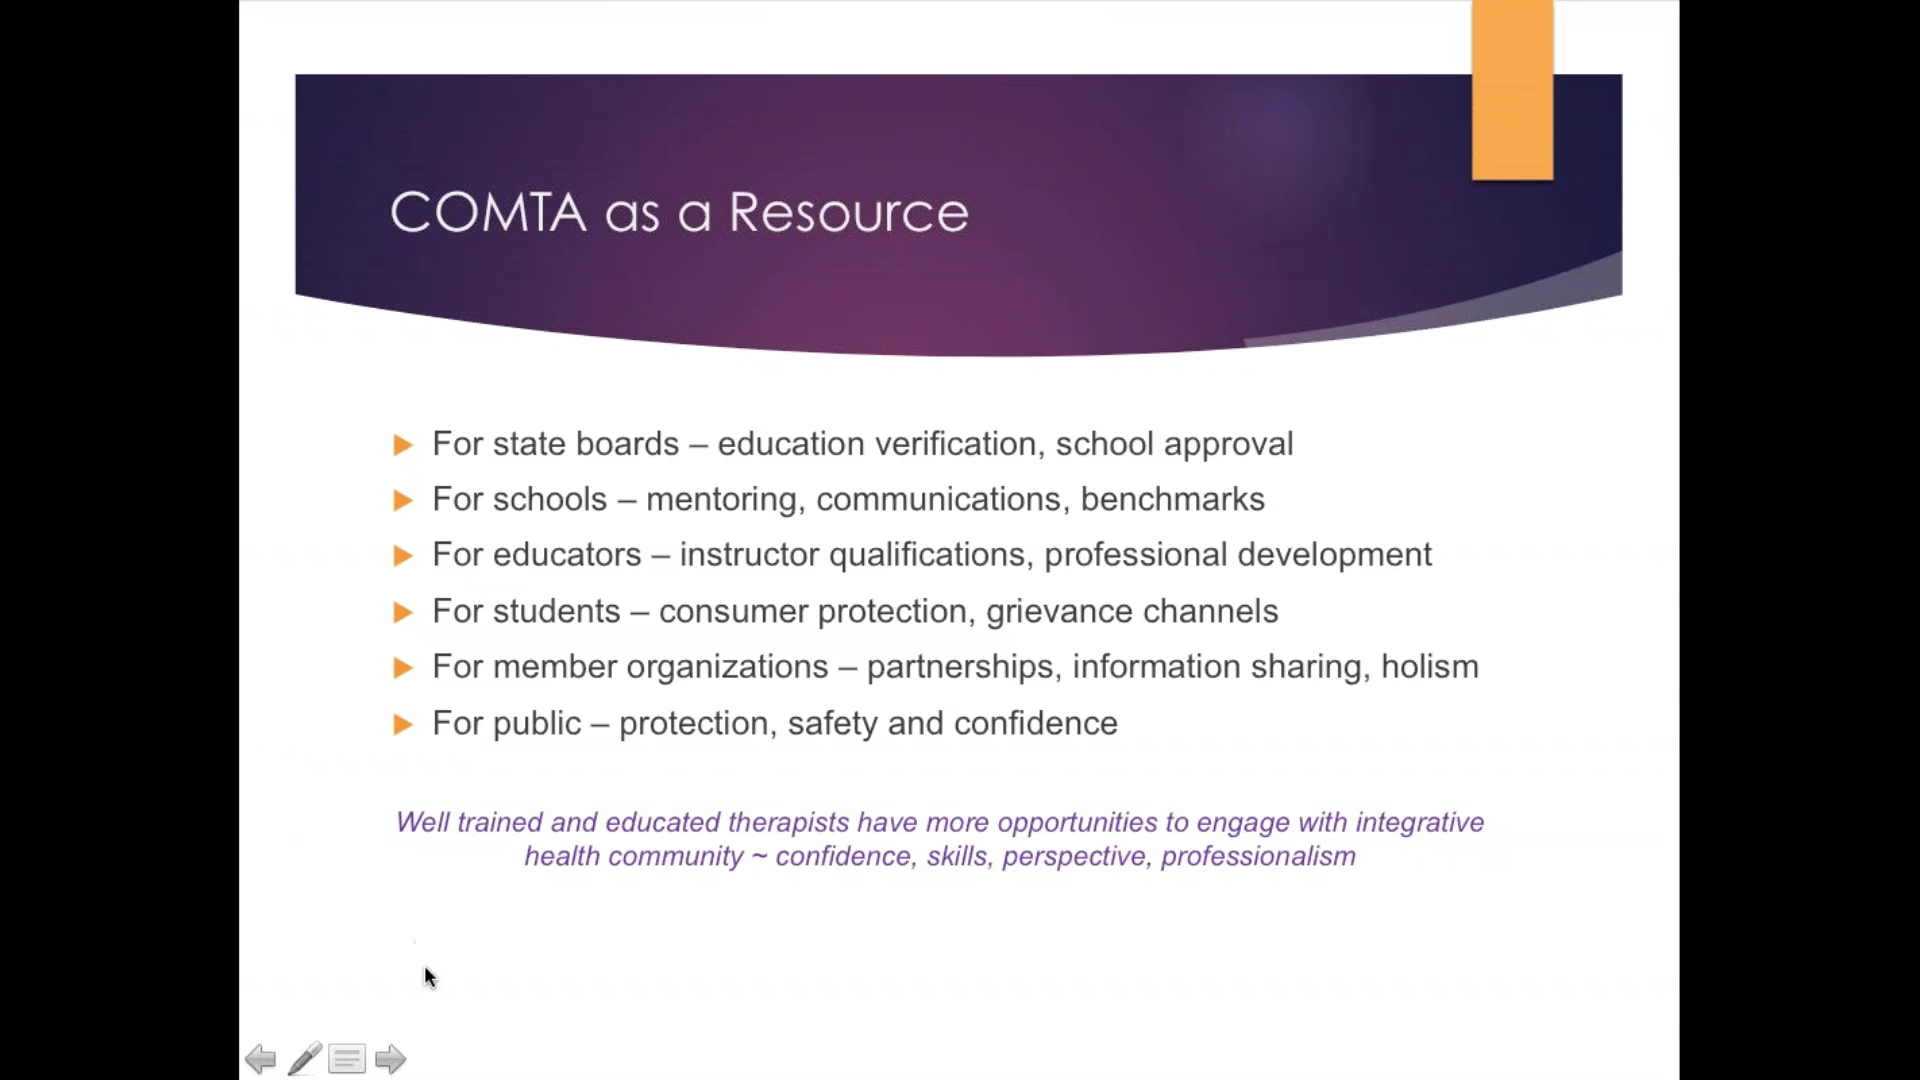 COMTA as a Resource
For state boards – education verification, school approval
For schools – mentoring, communications, benchmarks
For educators – instructor qualifications, professional development
For students – consumer protection, grievance channels
For member organizations – partnerships, information sharing, holism
For public – protection, safety and confidence
Well trained and educated therapists have more opportunities to engage with integrative
health community ~ confidence, skills, perspective, professionalism